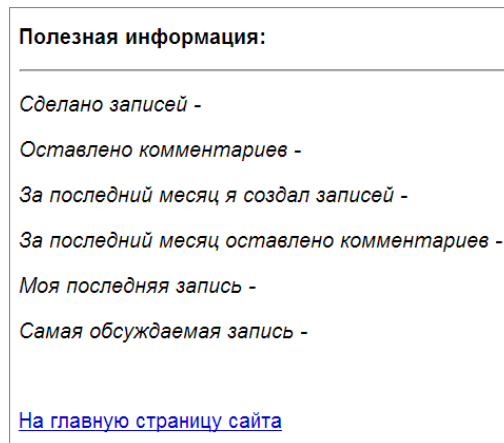 Полезная информация:
Сделано записей -
Оставлено комментариев -
За последний месяц я создал записей -
За последний месяц оставлено комментариев -
Моя последняя запись -
Самая обсуждаемая запись -
На главную страницу сайта